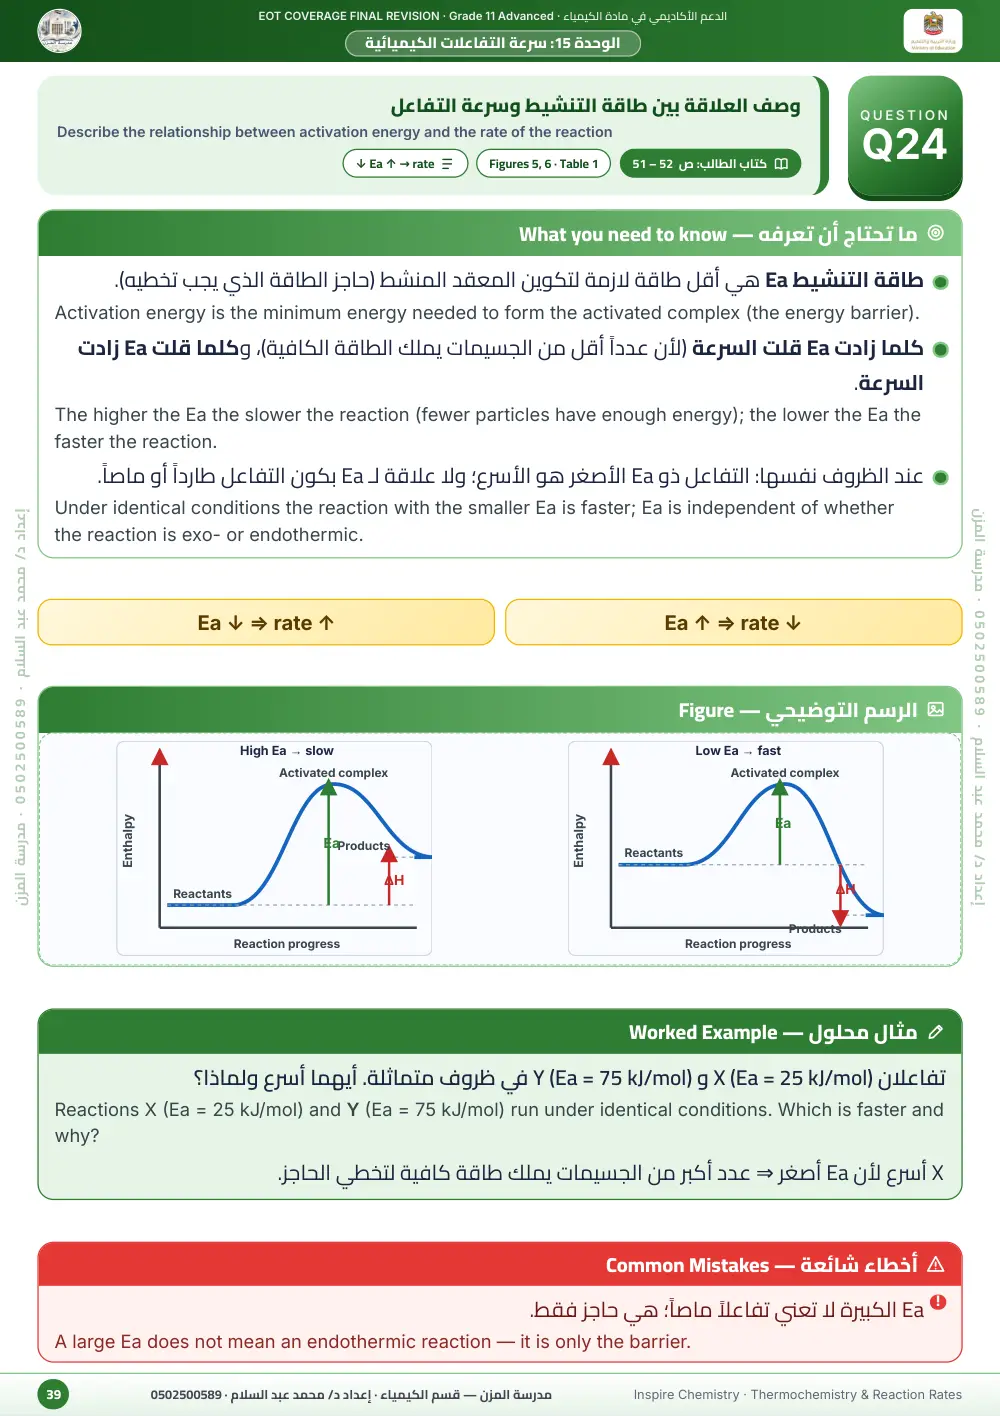 EOT COVERAGE FINAL REVISION · Grade 11 Advanced · الدعم الأكاديمي في مادة الكيمياء
الوحدة 15: سرعة التفاعلات الكيميائية
QUESTION
Q24
وصف العلاقة بين طاقة التنشيط وسرعة التفاعل
Describe the relationship between activation energy and the rate of the reaction
كتاب الطالب: ص 52 – 51
Figures 5, 6 · Table 1
↓ Ea ↑ → rate
ما تحتاج أن تعرفه — What you need to know
طاقة التنشيط Ea هي أقل طاقة لازمة لتكوين المعقد المنشط (حاجز الطاقة الذي يجب تخطيه).
Activation energy is the minimum energy needed to form the activated complex (the energy barrier).
كلما زادت Ea قلت السرعة (لأن عدداً أقل من الجسيمات يملك الطاقة الكافية)، وكلما قلت Ea زادت
السرعة.
The higher the Ea the slower the reaction (fewer particles have enough energy); the lower the Ea the
faster the reaction.
عند الظروف نفسها: التفاعل ذو Ea الأصغر هو الأسرع؛ ولا علاقة لـ Ea بكون التفاعل طارداً أو ماصاً.
Under identical conditions the reaction with the smaller Ea is faster; Ea is independent of whether
the reaction is exo- or endothermic.
Ea ↓ ⇒ rate ↑
Ea ↑ ⇒ rate ↓
الرسم التوضيحي — Figure
High Ea → slow
Activated complex
Enthalpy
Ea
Products
ΔH
Reactants
Reaction progress
Low Ea → fast
Activated complex
Enthalpy
Ea
Reactants
ΔH
Products
Reaction progress
مثال محلول — Worked Example
تفاعلان X (Ea = 25 kJ/mol) و Y (Ea = 75 kJ/mol) في ظروف متماثلة. أيهما أسرع ولماذا؟
Reactions X (Ea = 25 kJ/mol) and Y (Ea = 75 kJ/mol) run under identical conditions. Which is faster and
why?
X أسرع لأن Ea أصغر ⇒ عدد أكبر من الجسيمات يملك طاقة كافية لتخطي الحاجز.
أخطاء شائعة — Common Mistakes
Ea الكبيرة لا تعني تفاعلاً ماصاً؛ هي حاجز فقط.
A large Ea does not mean an endothermic reaction — it is only the barrier.
39
مدرسة المزن — قسم الكيمياء · إعداد د/ محمد عبد السلام · 0502500589
Inspire Chemistry · Thermochemistry & Reaction Rates
إعداد د/ محمد عبد السلام · 0502500589 · مدرسة المزن
إعداد د/ محمد عبد السلام · 0502500589 · مدرسة المزن